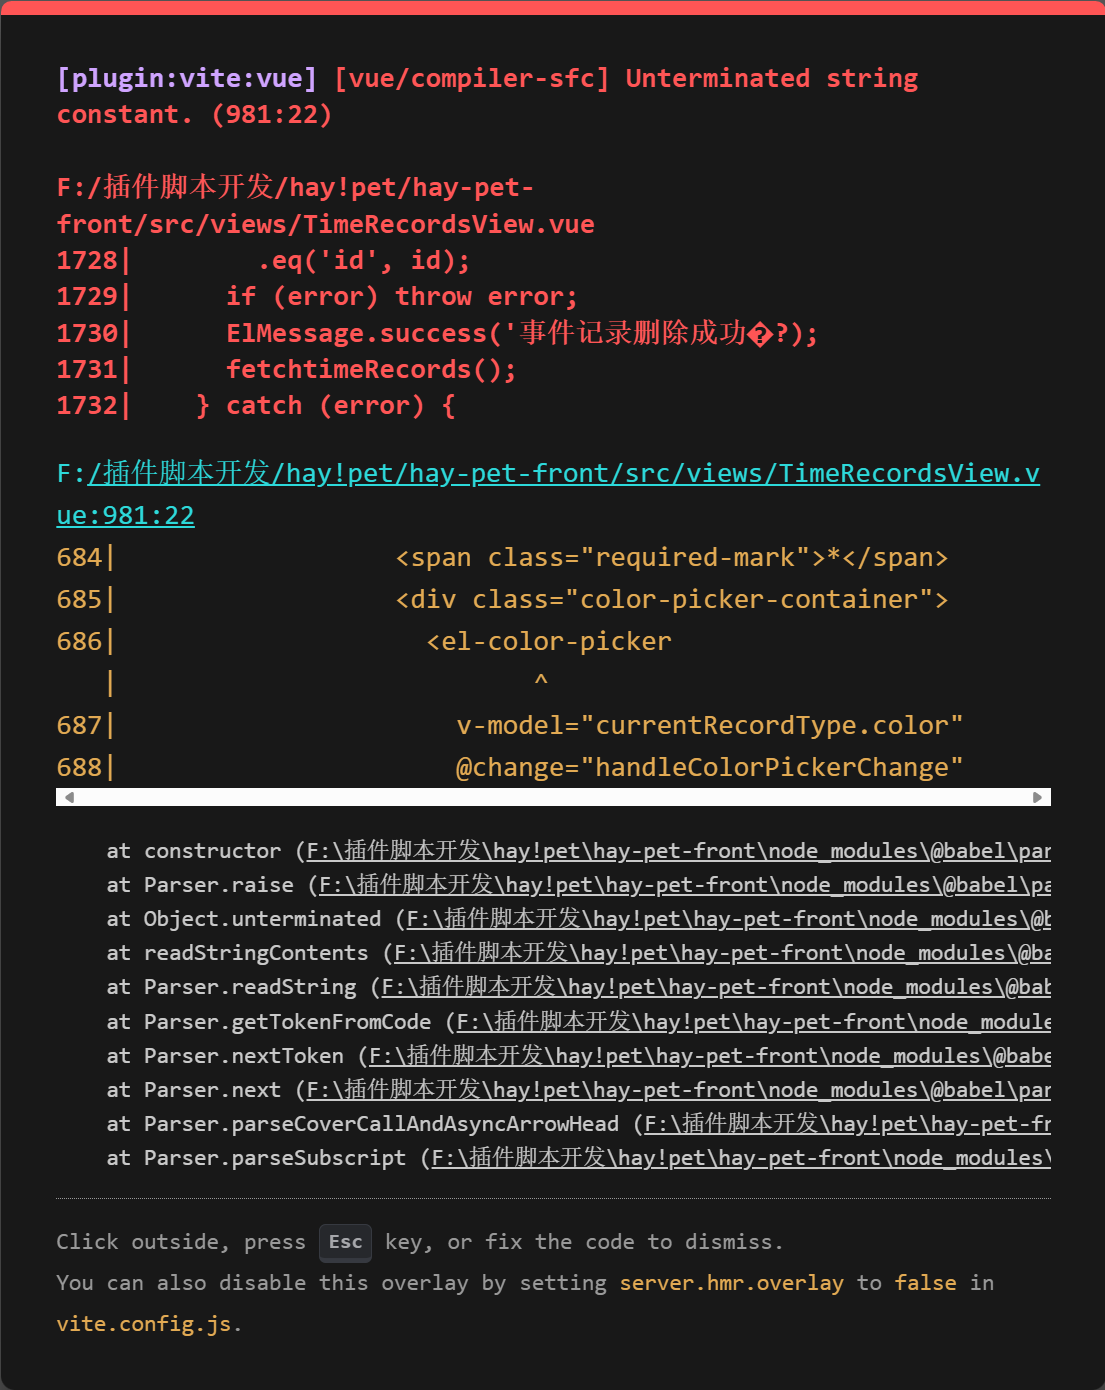 [plugin:vite:vue] [vue/compiler-sfc] Unterminated string
constant. (981:22)
F:/插件脚本开发/hay!pet/hay-pet-
front/src/views/TimeRecordsView.vue
1728|        .eq('id', id);
1729|      if (error) throw error;
1730|      ElMessage.success('事件记录删除成功�?);
1731|      fetchtimeRecords();
1732|    } catch (error) {
F:/插件脚本开发/hay!pet/hay-pet-front/src/views/TimeRecordsView.v
ue:981:22
684|                  <span class="required-mark">*</span>
685|                  <div class="color-picker-container">
686|                    <el-color-picker
   |                           ^
687|                      v-model="currentRecordType.color"
688|                      @change="handleColorPickerChange"
at constructor (F:\插件脚本开发\hay!pet\hay-pet-front\node_modules\@babel\par
at Parser.raise (F:\插件脚本开发\hay!pet\hay-pet-front\node_modules\@babel\pa
at Object.unterminated (F:\插件脚本开发\hay!pet\hay-pet-front\node_modules\@b
at readStringContents (F:\插件脚本开发\hay!pet\hay-pet-front\node_modules\@ba
at Parser.readString (F:\插件脚本开发\hay!pet\hay-pet-front\node_modules\@bab
at Parser.getTokenFromCode (F:\插件脚本开发\hay!pet\hay-pet-front\node_module
at Parser.nextToken (F:\插件脚本开发\hay!pet\hay-pet-front\node_modules\@babe
at Parser.next (F:\插件脚本开发\hay!pet\hay-pet-front\node_modules\@babel\par
at Parser.parseCoverCallAndAsyncArrowHead (F:\插件脚本开发\hay!pet\hay-pet-fr
at Parser.parseSubscript (F:\插件脚本开发\hay!pet\hay-pet-front\node_modules\
Click outside, press Esc key, or fix the code to dismiss.
You can also disable this overlay by setting server.hmr.overlay to false in
vite.config.js.